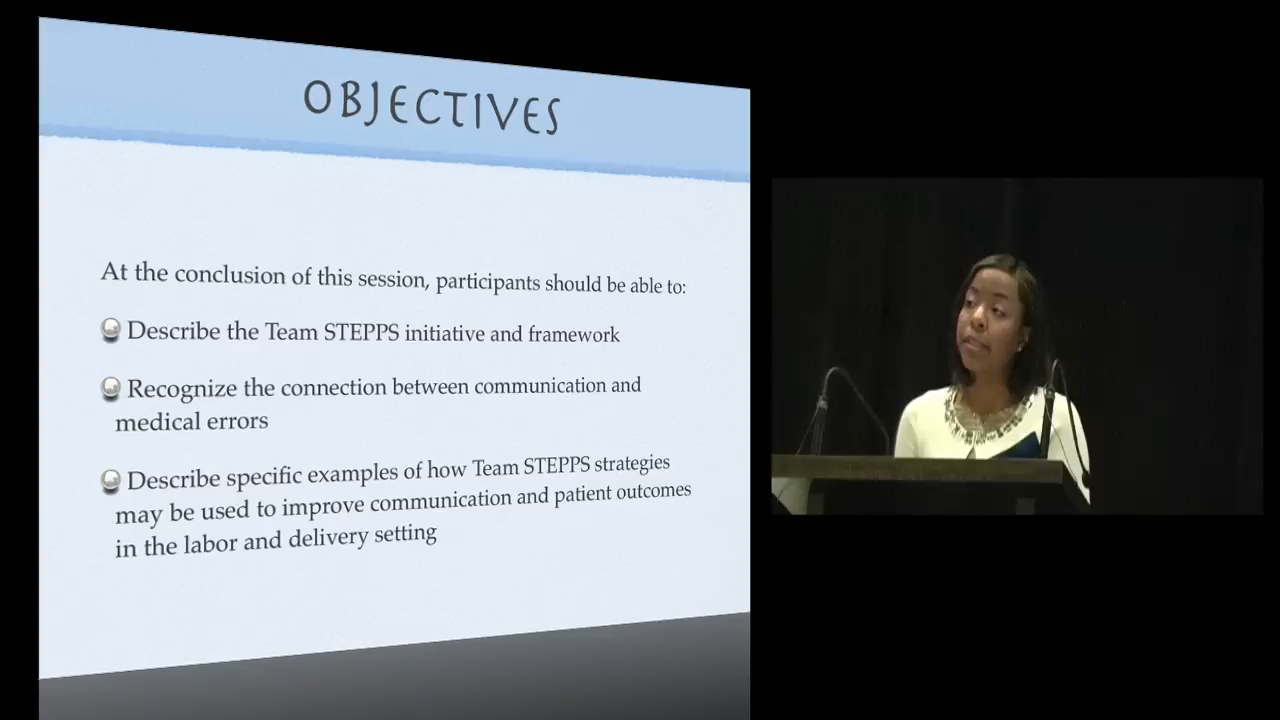 OBJECTIVES
At the conclusion of this session, participants should be able to:
Describe the Team STEPPS initiative and framework
Recognize the connection between communication and
medical errors
Describe specific examples of how Team STEPPS strategies
may be used to improve communication and patient outcomes
in the labor and delivery setting